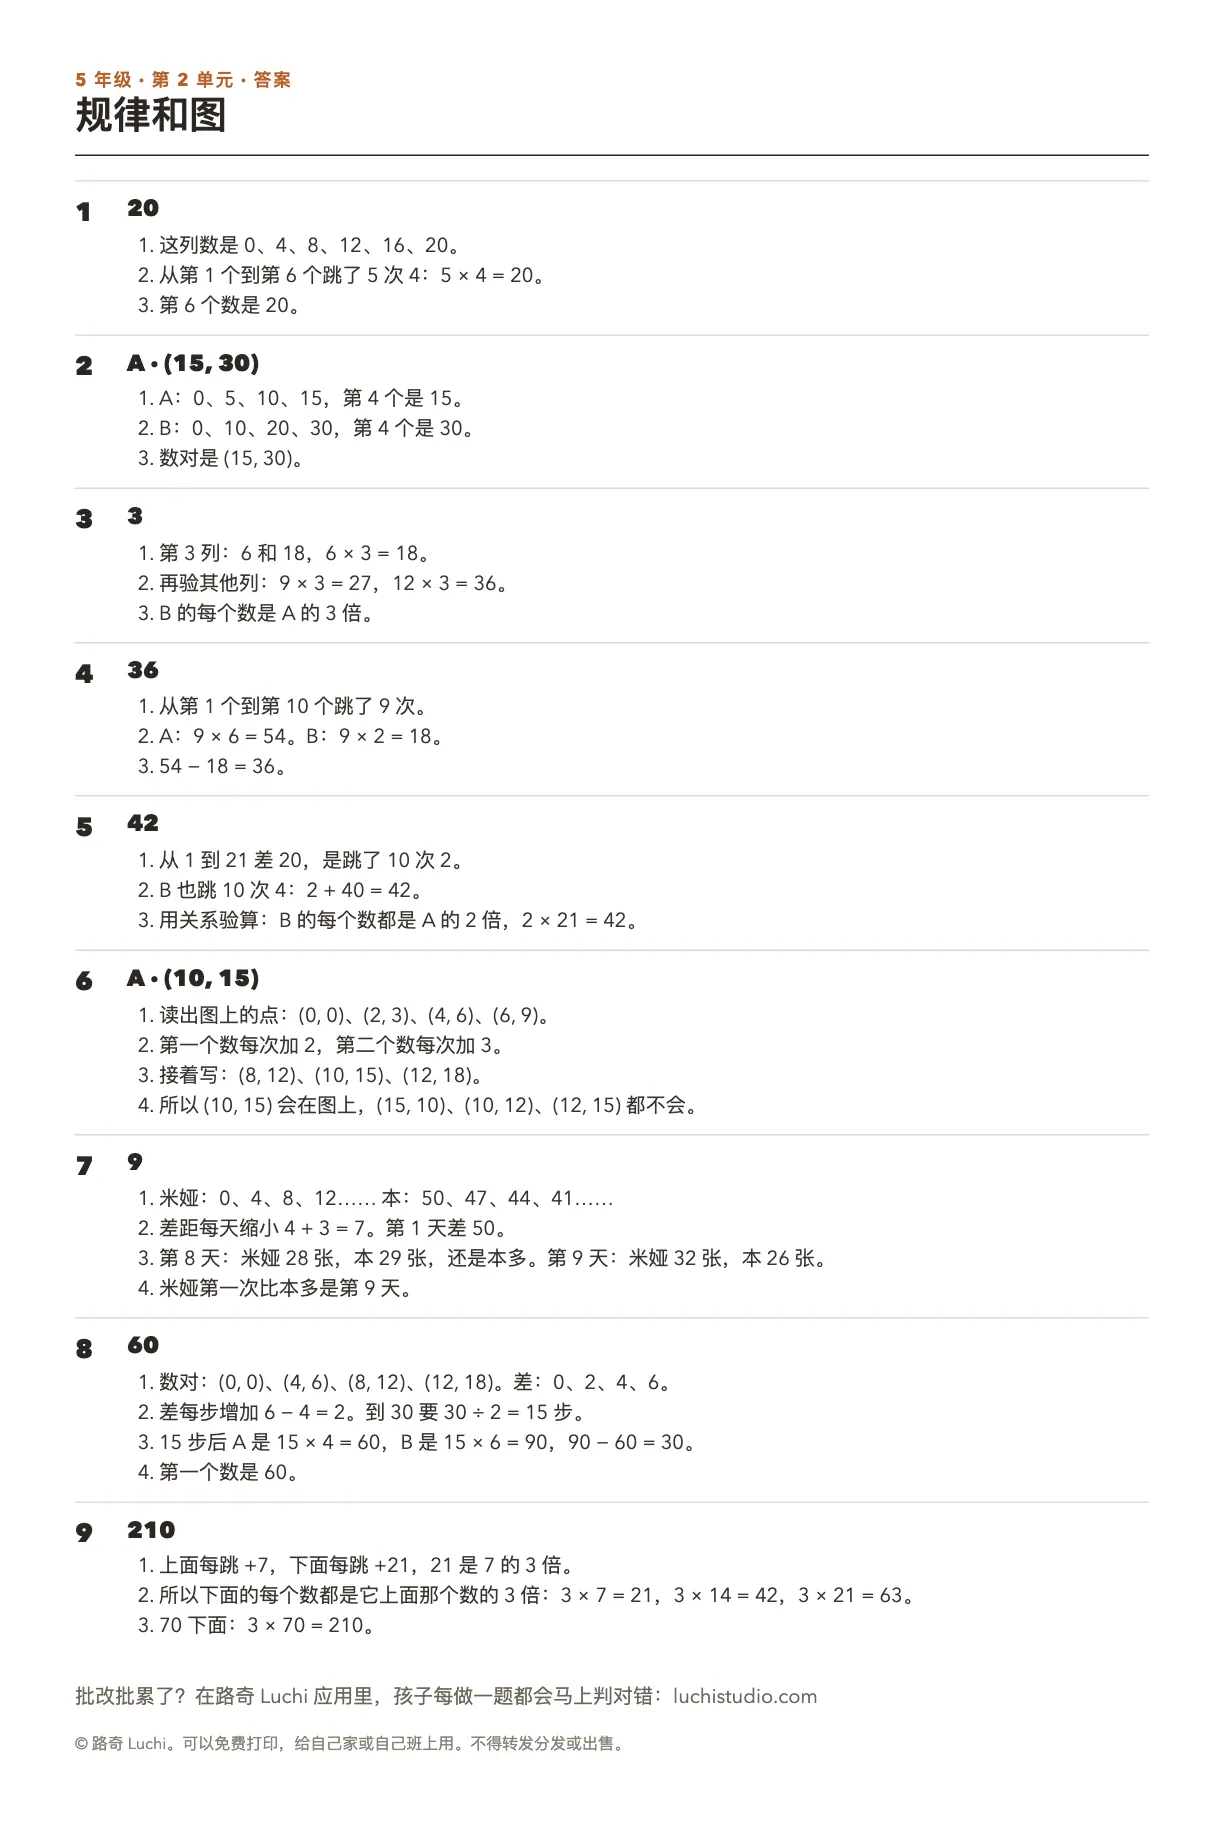 5 年级 · 第 2 单元 · 答案
规律和图
1 20
1. 这列数是 0、4、8、12、16、20。
2. 从第 1 个到第 6 个跳了 5 次 4：5 × 4 = 20。
3. 第 6 个数是 20。
2 A · (15, 30)
1. A：0、5、10、15，第 4 个是 15。
2. B：0、10、20、30，第 4 个是 30。
3. 数对是 (15, 30)。
3 3
1. 第 3 列：6 和 18，6 × 3 = 18。
2. 再验其他列：9 × 3 = 27，12 × 3 = 36。
3. B 的每个数是 A 的 3 倍。
4 36
1. 从第 1 个到第 10 个跳了 9 次。
2. A：9 × 6 = 54。B：9 × 2 = 18。
3. 54 − 18 = 36。
5 42
1. 从 1 到 21 差 20，是跳了 10 次 2。
2. B 也跳 10 次 4：2 + 40 = 42。
3. 用关系验算：B 的每个数都是 A 的 2 倍，2 × 21 = 42。
6 A · (10, 15)
1. 读出图上的点：(0, 0)、(2, 3)、(4, 6)、(6, 9)。
2. 第一个数每次加 2，第二个数每次加 3。
3. 接着写：(8, 12)、(10, 15)、(12, 18)。
4. 所以 (10, 15) 会在图上，(15, 10)、(10, 12)、(12, 15) 都不会。
7 9
1. 米娅：0、4、8、12…… 本：50、47、44、41……
2. 差距每天缩小 4 + 3 = 7。第 1 天差 50。
3. 第 8 天：米娅 28 张，本 29 张，还是本多。第 9 天：米娅 32 张，本 26 张。
4. 米娅第一次比本多是第 9 天。
8 60
1. 数对：(0, 0)、(4, 6)、(8, 12)、(12, 18)。差：0、2、4、6。
2. 差每步增加 6 − 4 = 2。到 30 要 30 ÷ 2 = 15 步。
3. 15 步后 A 是 15 × 4 = 60，B 是 15 × 6 = 90，90 − 60 = 30。
4. 第一个数是 60。
9 210
1. 上面每跳 +7，下面每跳 +21，21 是 7 的 3 倍。
2. 所以下面的每个数都是它上面那个数的 3 倍：3 × 7 = 21，3 × 14 = 42，3 × 21 = 63。
3. 70 下面：3 × 70 = 210。
批改批累了？在路奇 Luchi 应用里，孩子每做一题都会马上判对错：luchistudio.com
© 路奇 Luchi。可以免费打印，给自己家或自己班上用。不得转发分发或出售。